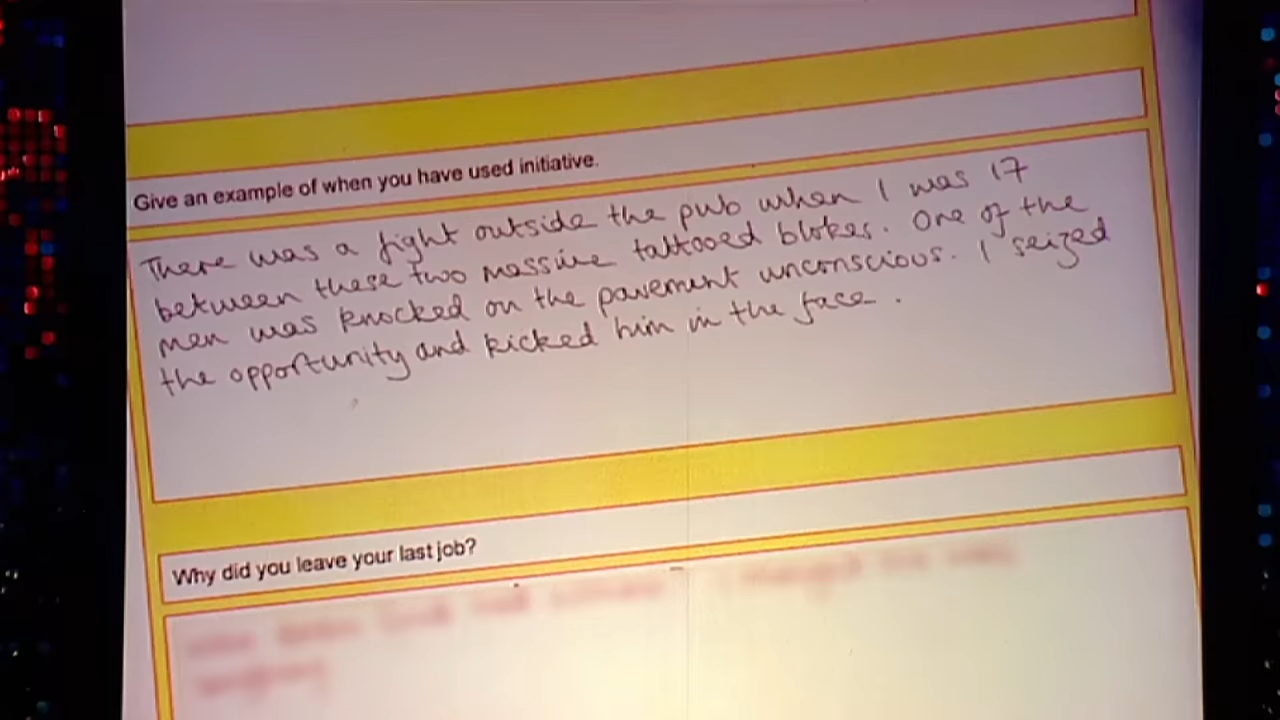 Give an example of when you have used initiative.
There was a fight outside the pub when I was 17
between these two massive tattooed blokes. One of the
men was knocked on the pavement unconscious. I seized
the opportunity and kicked him in the face.
Why did you leave your last job?